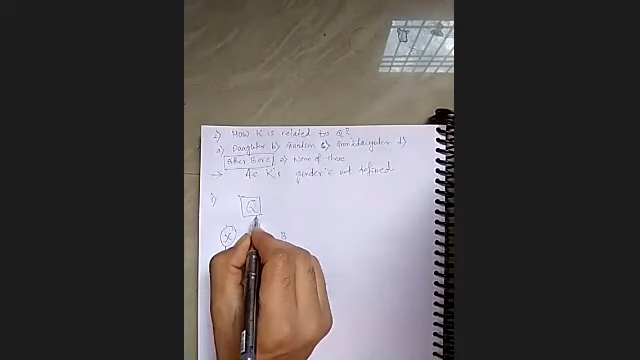 2) How K is related to Q?
a) Daughter b) Grandson c) Granddaughter d)
Either B or C e) None of these
→ As K's gender is not defined
i) Q
X B